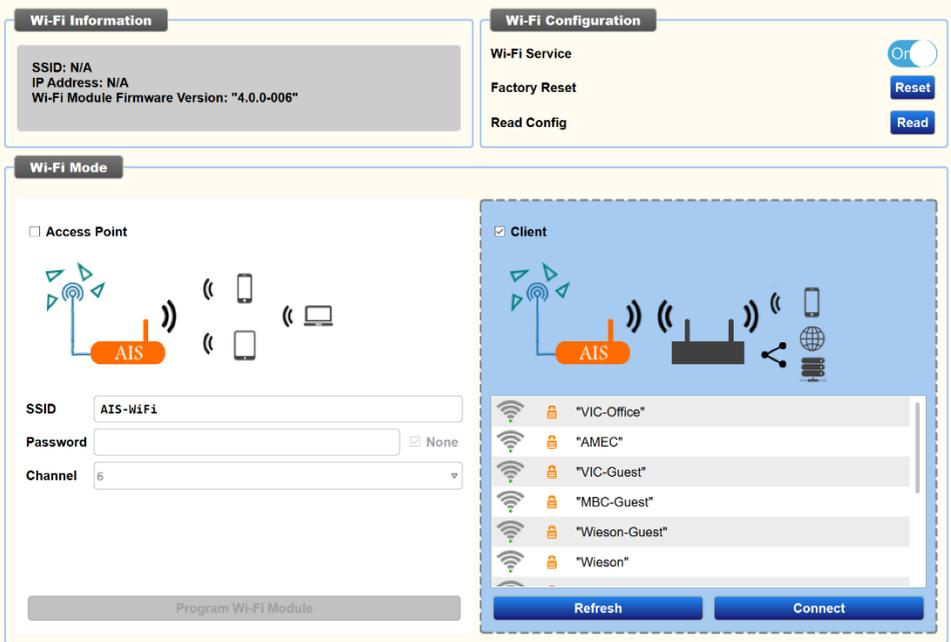 Wi-Fi Information
SSID: N/A
IP Address: N/A
Wi-Fi Module Firmware Version: "4.0.0-006"
Wi-Fi Configuration
Wi-Fi Service
On
Factory Reset
Reset
Read Config
Read
Wi-Fi Mode
Access Point
AIS
SSID
AIS-WiFi
Password
None
Channel
6
Program Wi-Fi Module
Client
AIS
"VIC-Office"
"AMEC"
"VIC-Guest"
"MBC-Guest"
"Wieson-Guest"
"Wieson"
Refresh
Connect